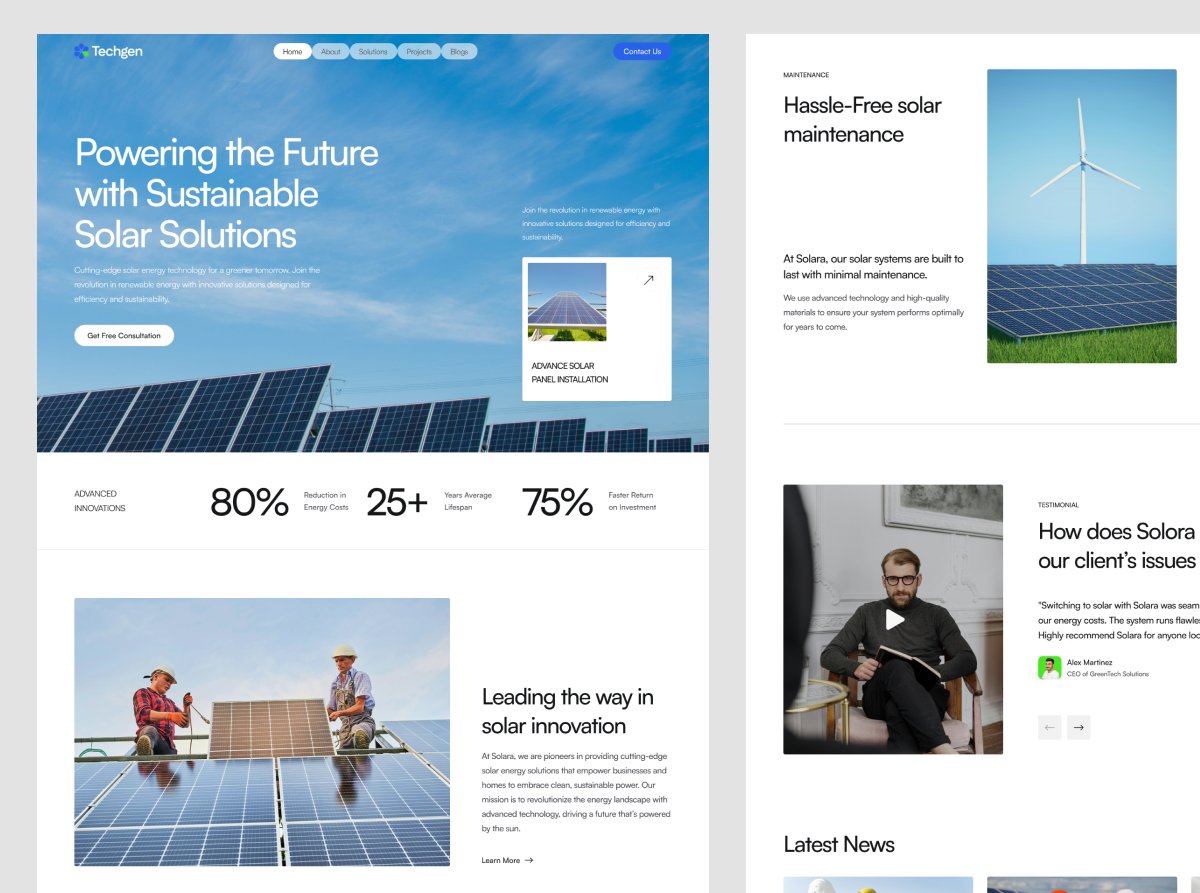 Techgen
Home
About
Solutions
Projects
Blogs
Contact Us
Powering the Future
with Sustainable
Solar Solutions
Cutting-edge solar energy technology for a greener tomorrow. Join the
revolution in renewable energy with innovative solutions designed for
efficiency and sustainability.
Get Free Consultation
Join the revolution in renewable energy with
innovative solutions designed for efficiency and
sustainability.
ADVANCE SOLAR
PANEL INSTALLATION
ADVANCED
INNOVATIONS
80%
Reduction in
Energy Costs
25+
Years Average
Lifespan
75%
Faster Return
on Investment
Leading the way in
solar innovation
At Solara, we are pioneers in providing cutting-edge
solar energy solutions that empower businesses and
homes to embrace clean, sustainable power. Our
mission is to revolutionize the energy landscape with
advanced technology, driving a future that's powered
by the sun.
Learn More
MAINTENANCE
Hassle-Free solar
maintenance
At Solara, our solar systems are built to
last with minimal maintenance.
We use advanced technology and high-quality
materials to ensure your system performs optimally
for years to come.
TESTIMONIAL
How does Solora
our client's issues
"Switching to solar with Solara was seam
our energy costs. The system runs flawles
Highly recommend Solara for anyone loo
Alex Martinez
CEO of GreenTech Solutions
Latest News